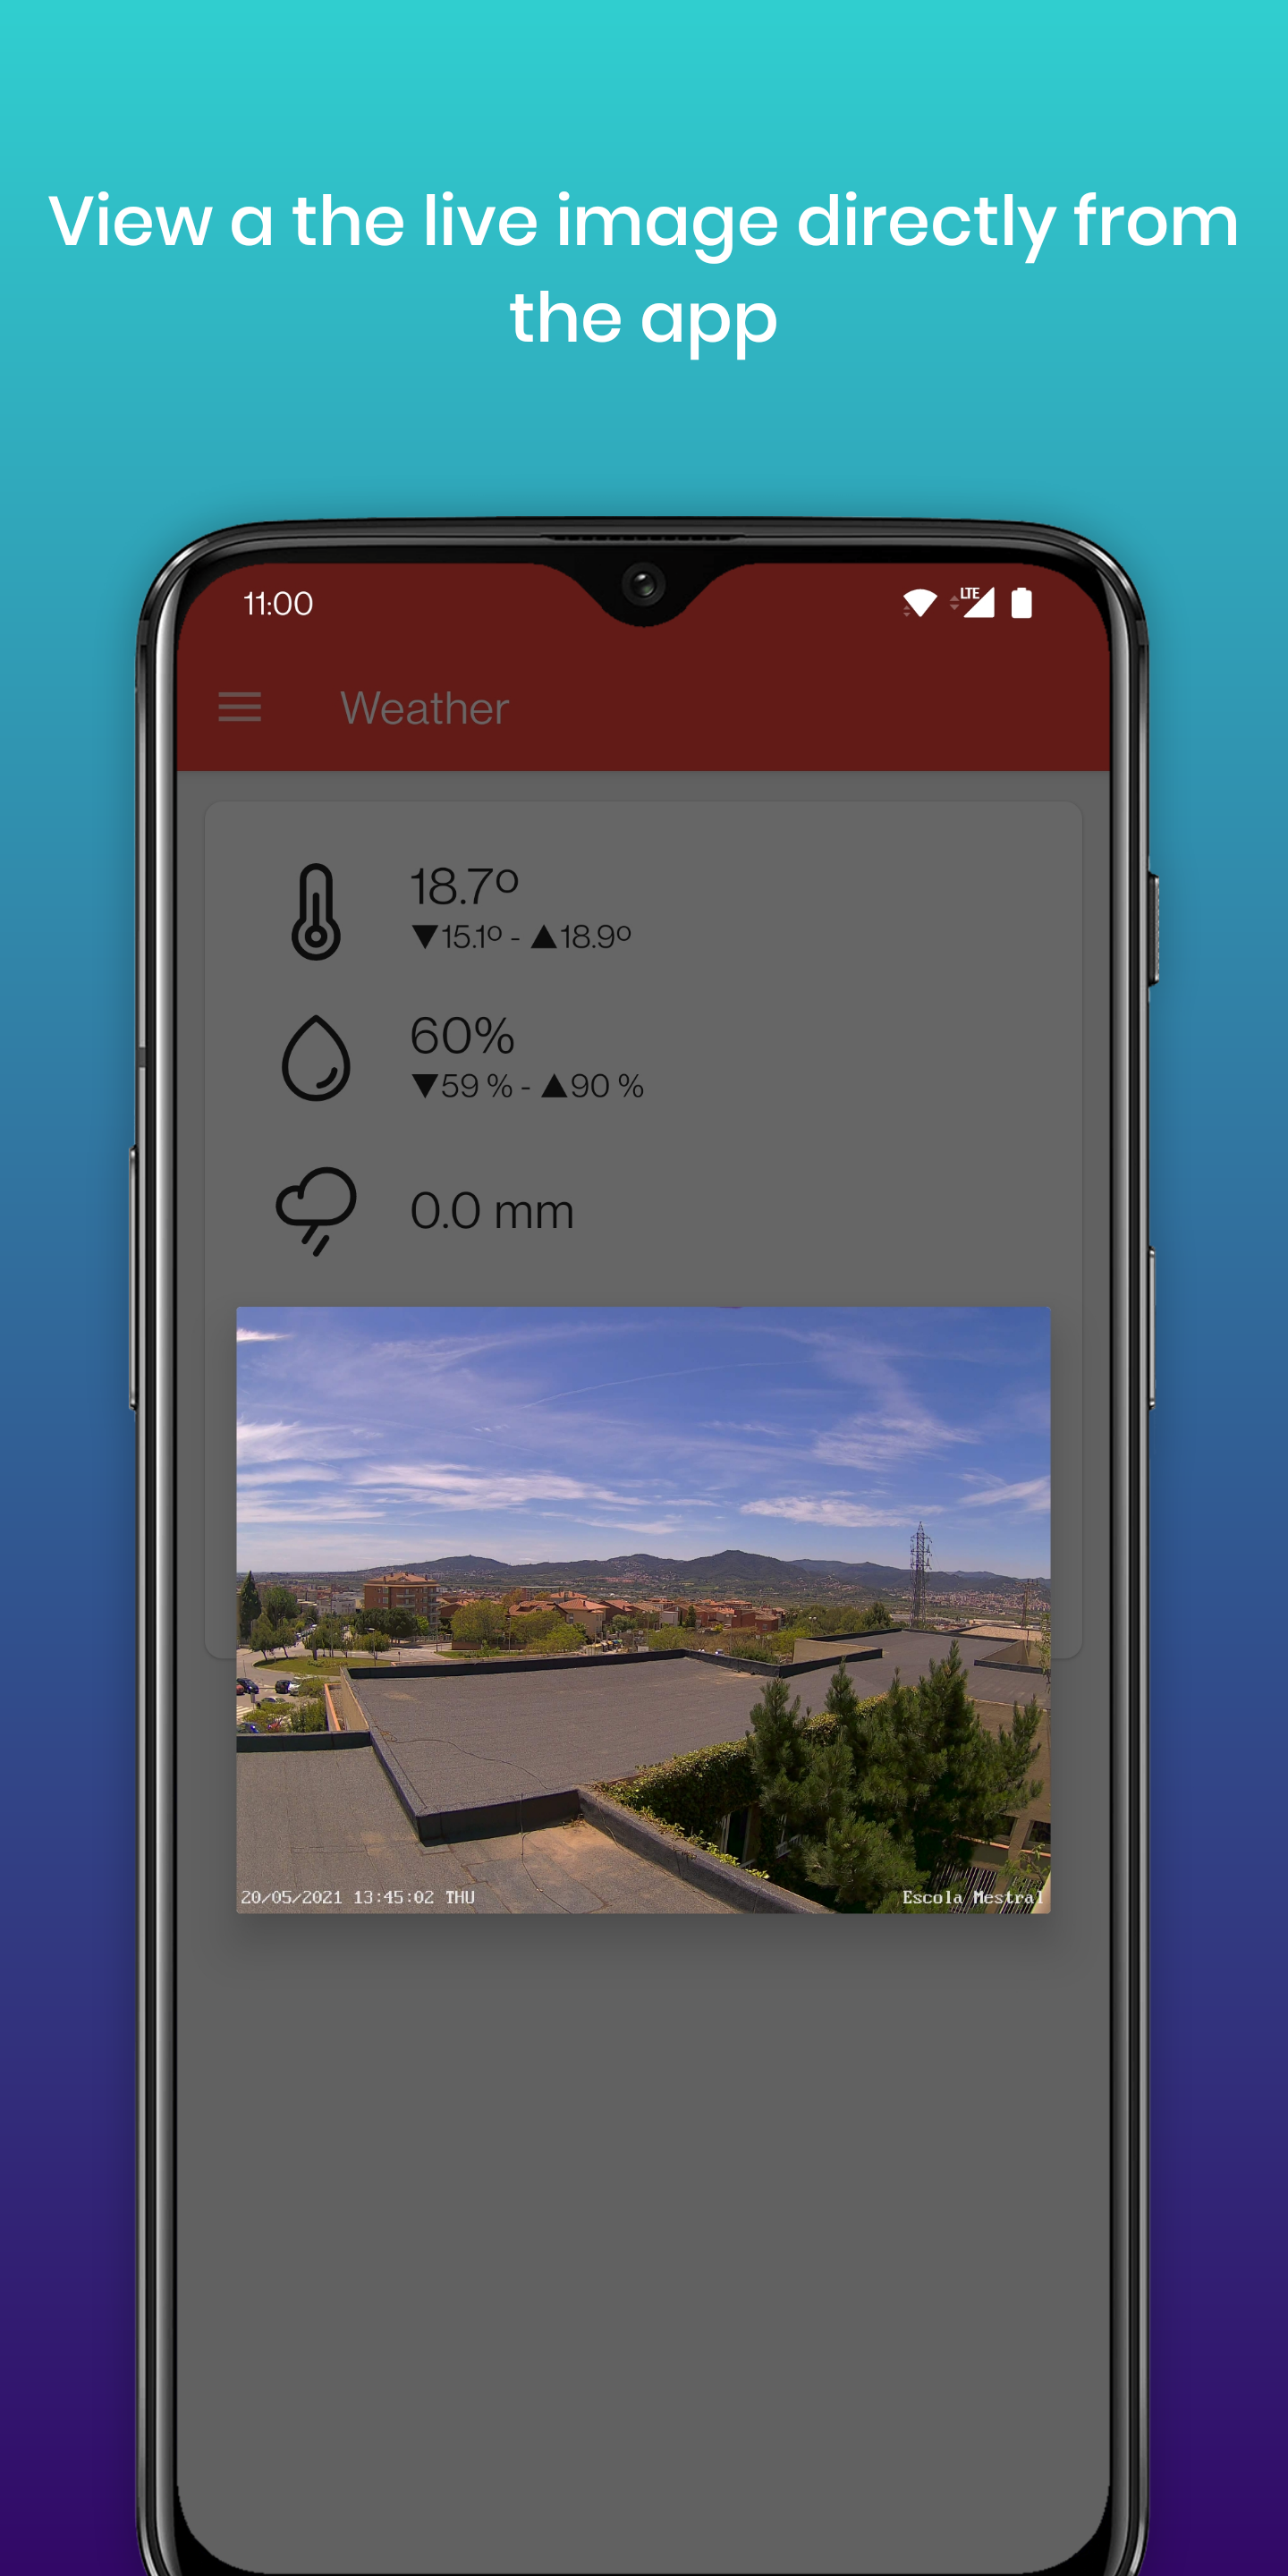 View a the live image directly from
the app
11:00
LTE
Weather
18.7º
▼15.1º - ▲18.9º
60%
▼59 % - ▲90 %
0.0 mm
20/05/2021 13:45:02 THU
Escola Mestral